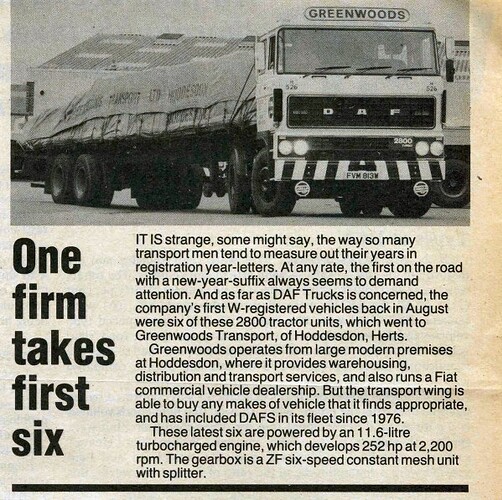 GREENWOODS
TRANSPORT LTD HODDESDON
526
526
DAF
2800
FVM 813W
One
firm
takes
first
six
IT IS strange, some might say, the way so many
transport men tend to measure out their years in
registration year-letters. At any rate, the first on the road
with a new-year-suffix always seems to demand
attention. And as far as DAF Trucks is concerned, the
company's first W-registered vehicles back in August
were six of these 2800 tractor units, which went to
Greenwoods Transport, of Hoddesdon, Herts.
Greenwoods operates from large modern premises
at Hoddesdon, where it provides warehousing,
distribution and transport services, and also runs a Fiat
commercial vehicle dealership. But the transport wing is
able to buy any makes of vehicle that it finds appropriate,
and has included DAFS in its fleet since 1976.
These latest six are powered by an 11.6-litre
turbocharged engine, which develops 252 hp at 2,200
rpm. The gearbox is a ZF six-speed constant mesh unit
with splitter.